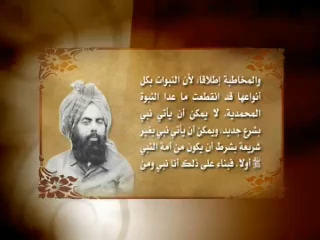 والمخاطبة إطلاقا، لأن النبوات بكل
أنواعها قد انقطعت ما عدا النبوة
المحمدية. لا يمكن أن يأتي نبي
بشرع جديد، ويمكن أن يأتي نبي بغير
شريعة بشرط أن يكون من أمة النبي
ﷺ أولا. فبناء على ذلك أنا نبي ومن